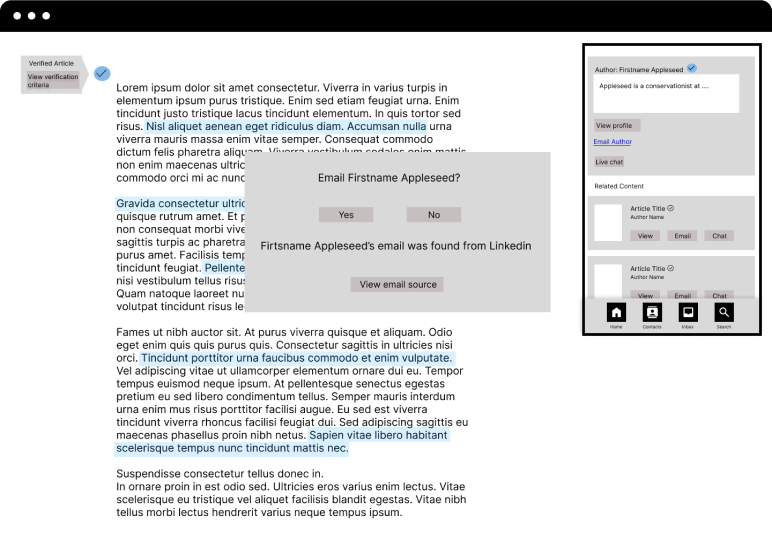 Verified Article
View verification
criteria
Lorem ipsum dolor sit amet consectetur. Viverra in varius turpis in
elementum ipsum purus tristique. Enim sed etiam feugiat urna. Enim
tincidunt justo tristique lacus tincidunt elementum. In quis tortor sed
risus. Nisl aliquet aenean eget ridiculus diam. Accumsan nulla urna
viverra mauris massa enim vitae semper. Consequat commodo
dictum felis pharetra aliquam. Viverra vestibulum sodales enim mattis
non enim maecenas ultric
commodo orci mi ac nunc
Gravida consectetur ultric
quisque rutrum amet. Et p
non consequat morbi vive
sagittis turpis ac pharetra
purus amet. Facilisis temp
tincidunt feugiat. Pellente
nisi vestibulum tellus risus
Quam natoque laoreet nu
volutpat tincidunt risus le
Fames ut nibh auctor sit. At purus viverra quisque et aliquam. Odio
eget enim quis quis purus quis. Consectetur sagittis in ultricies nisi
orci. Tincidunt porttitor urna faucibus commodo et enim vulputate.
Vel adipiscing vitae ut ullamcorper elementum ornare dui eu. Tempor
tempus euismod neque ipsum. At pellentesque senectus egestas
pretium eu sed libero condimentum tellus. Semper mauris interdum
urna enim mus risus porttitor facilisi augue. Eu sed est viverra
tincidunt viverra rhoncus facilisi feugiat dui. Sed adipiscing sagittis eu
maecenas phasellus proin nibh netus. Sapien vitae libero habitant
scelerisque tempus nunc tincidunt mattis nec.
Suspendisse consectetur tellus donec in.
In ornare proin in est odio sed. Ultricies eros varius enim lectus. Vitae
scelerisque eu tristique vel aliquet facilisis blandit egestas. Vitae nibh
tellus morbi lectus hendrerit varius neque tempus ipsum.
Email Firstname Appleseed?
Yes No
Firtsname Appleseed's email was found from Linkedin
View email source
Author: Firstname Appleseed
Appleseed is a conservationist at ....
View profile
Email Author
Live chat
Related Content
Article Title
Author Name
View Email Chat
Article Title
Author Name
View Email Chat
Home Contacts Inbox Search